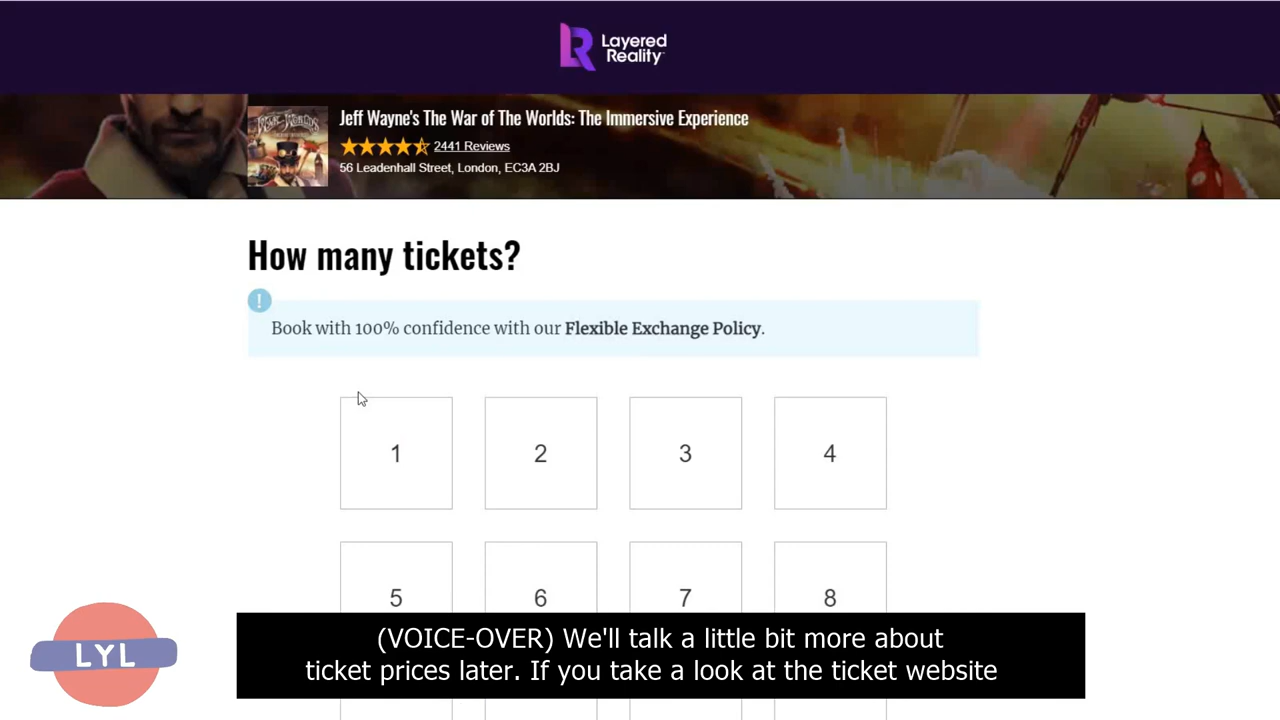 Layered
Reality
Jeff Wayne's The War of The Worlds: The Immersive Experience
2441 Reviews
56 Leadenhall Street, London, EC3A 2BJ
How many tickets?
!
Book with 100% confidence with our Flexible Exchange Policy.
1 2 3 4
5 6 7 8
LYL
(VOICE-OVER) We'll talk a little bit more about
ticket prices later. If you take a look at the ticket website